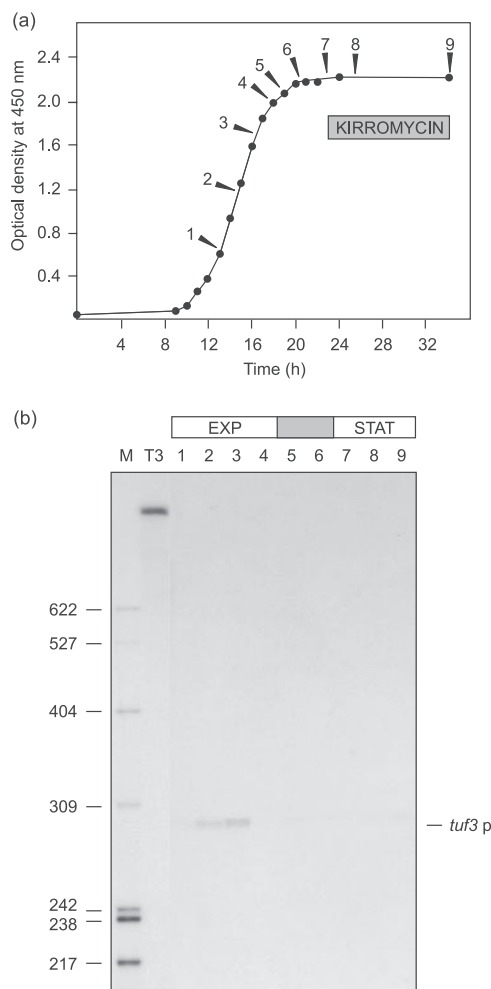 (a)
2.4
2.0
1.6
1.2
0.8
0.4
Optical density at 450 nm
1
2
3
4
5
6
7
8
9
KIRROMYCIN
4 8 12 16 20 24 28 32
Time (h)
(b)
EXP STAT
M T3 1 2 3 4 5 6 7 8 9
622
527
404
309
242
238
217
tuf3 p